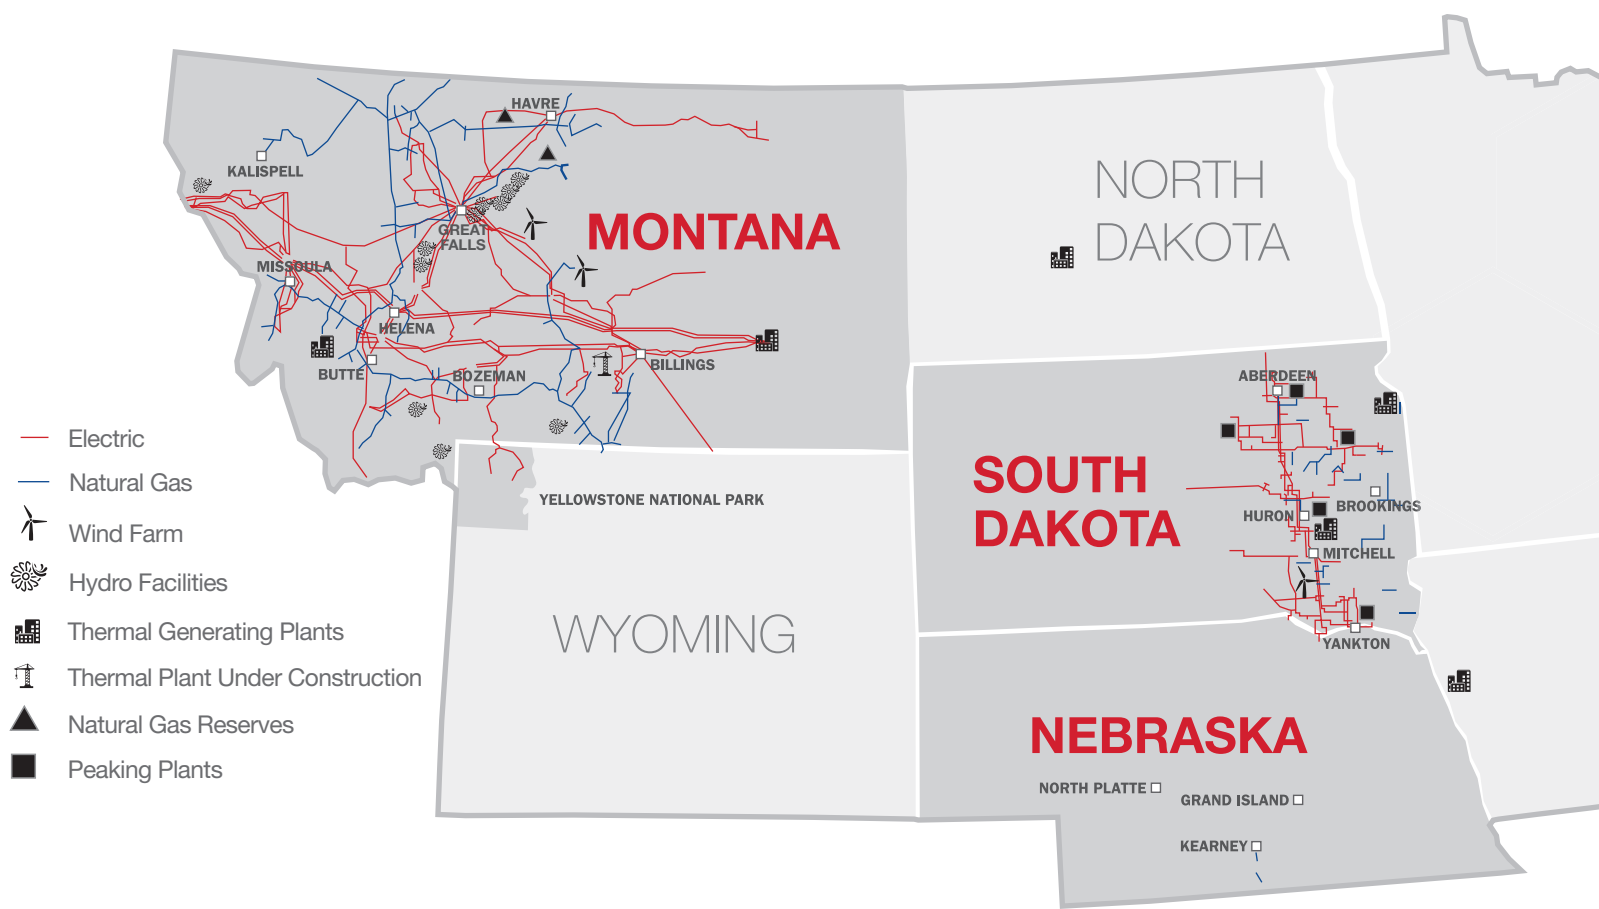 HAVRE
KALISPELL
NORTH
DAKOTA
MONTANA
GREAT
FALLS
MISSOULA
HELENA
BUTTE
BOZEMAN
BILLINGS
ABERDEEN
Electric
Natural Gas
Wind Farm
Hydro Facilities
Thermal Generating Plants
Thermal Plant Under Construction
Natural Gas Reserves
Peaking Plants
YELLOWSTONE NATIONAL PARK
SOUTH
DAKOTA
BROOKINGS
HURON
MITCHELL
WYOMING
YANKTON
NEBRASKA
NORTH PLATTE
GRAND ISLAND
KEARNEY